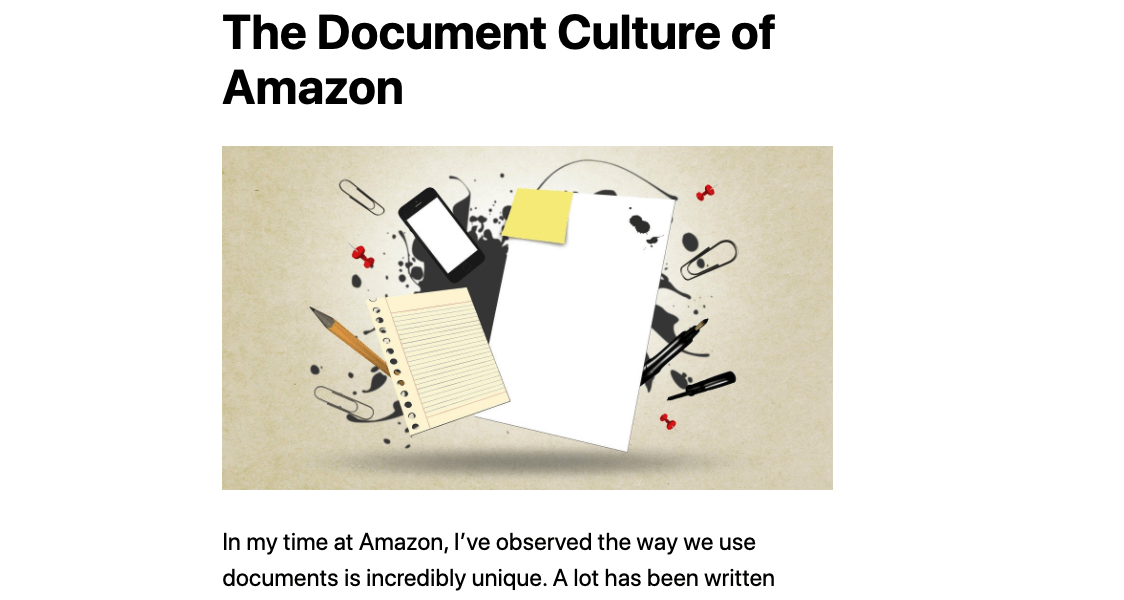 The Document Culture of
Amazon
In my time at Amazon, I’ve observed the way we use
documents is incredibly unique. A lot has been written